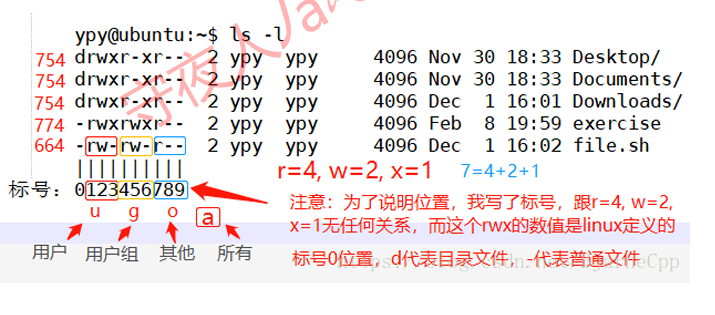 ypy@ubuntu:~$ ls -l
754 drwxr-xr-- 2 ypy ypy 4096 Nov 30 18:33 Desktop/
754 drwxr-xr-- 2 ypy ypy 4096 Nov 30 18:33 Documents/
754 drwxr-xr-- 2 ypy ypy 4096 Dec 1 16:01 Downloads/
774 -rwxrwxr-- 2 ypy ypy 4096 Feb 8 19:59 exercise
664 -rw-rw-r-- 2 ypy ypy 4096 Dec 1 16:02 file.sh
||||||||||
r=4, w=2, x=1 7=4+2+1
标号：0123456789
u g o a
用户 用户组 其他 所有
注意：为了说明位置，我写了标号，跟r=4, w=2,
x=1无任何关系，而这个rwx的数值是linux定义的
标号0位置，d代表目录文件，-代表普通文件
守夜人